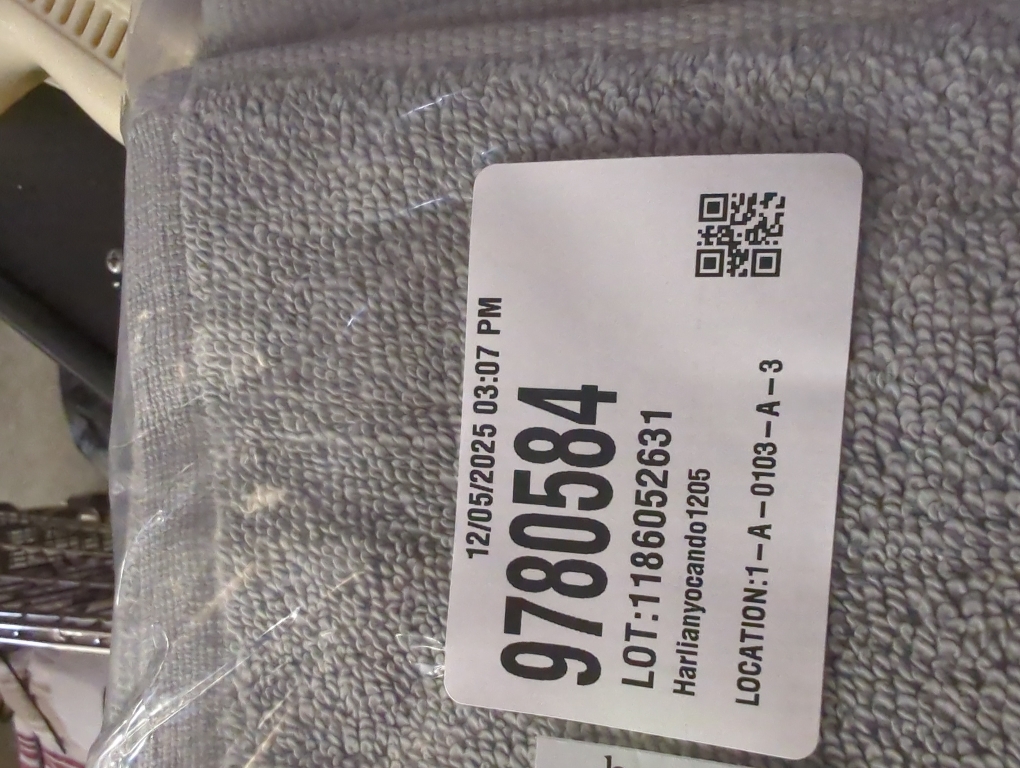 12/05/2025 03:07 PM
9780584
LOT:1186052631
Harlianyocando1205
LOCATION:1-A-0103-A-3